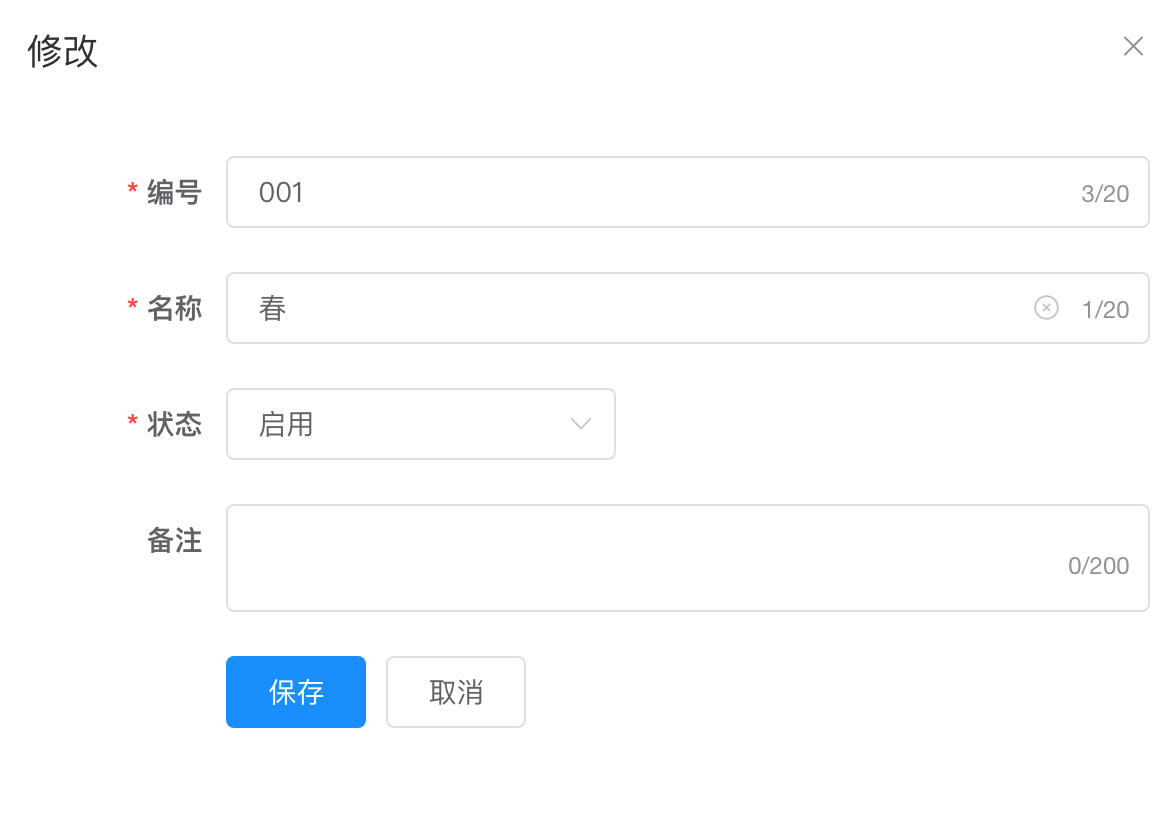 修改
* 编号 001 3/20
* 名称 春 1/20
* 状态 启用
备注 0/200
保存 取消